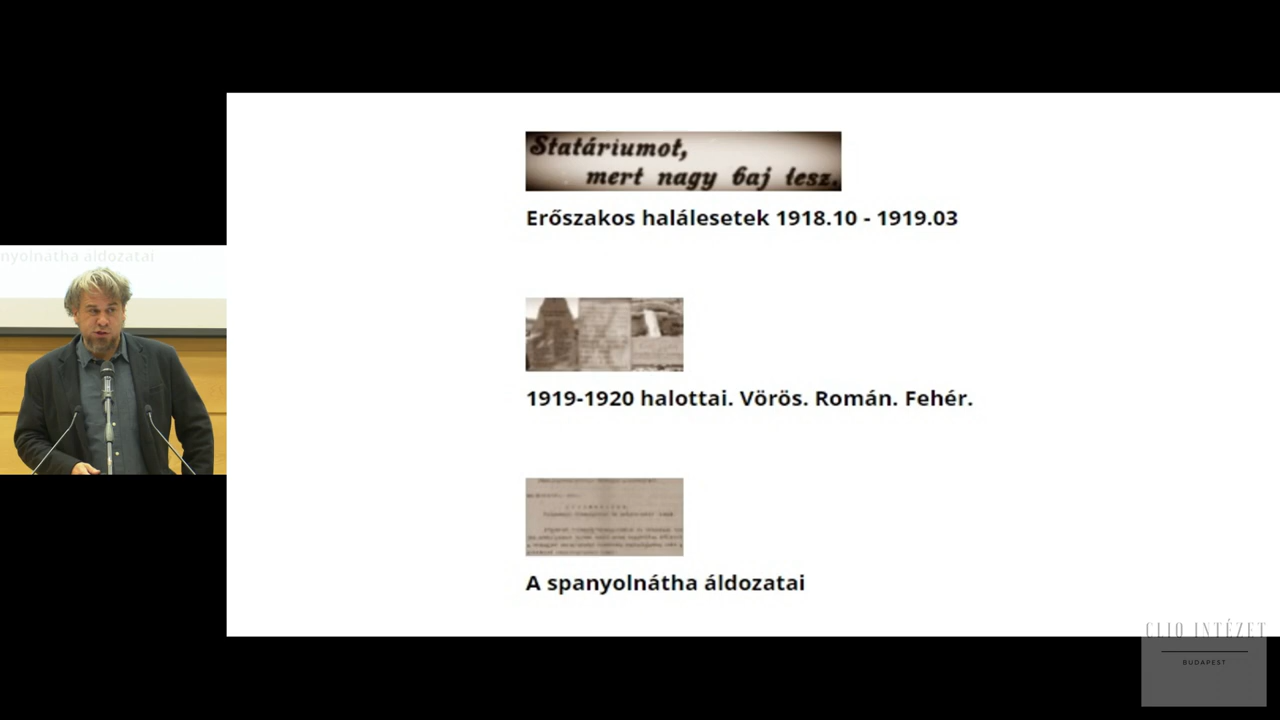 Statáriumot,
mert nagy baj lesz.
Erőszakos halálesetek 1918.10 - 1919.03
1919-1920 halottai. Vörös. Román. Fehér.
A spanyolnátha áldozatai
nyolnátha áldozatai
CLIO INTÉZET
BUDAPEST